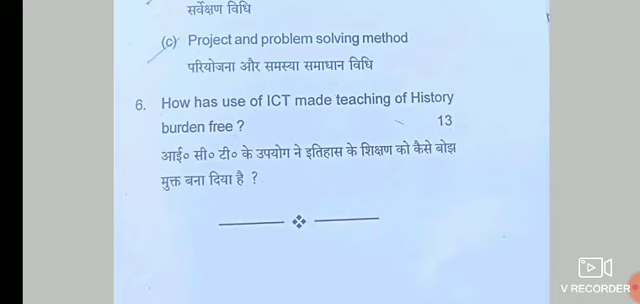 सर्वेक्षण विधि
(c) Project and problem solving method
परियोजना और समस्या समाधान विधि
6. How has use of ICT made teaching of History
burden free ? 13
आई० सी० टी० के उपयोग ने इतिहास के शिक्षण को कैसे बोझ
मुक्त बना दिया है ?
V RECORDER